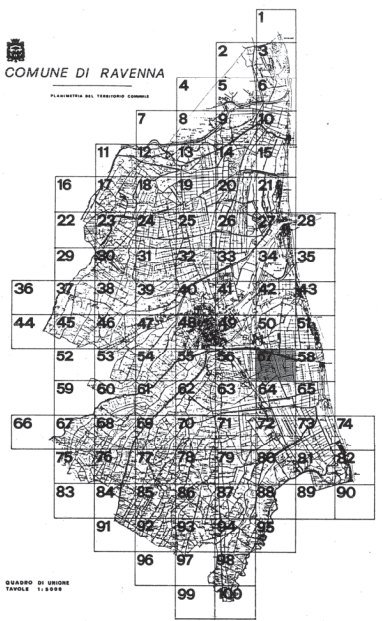 1
2 3
COMUNE DI RAVENNA
PLANIMETRIA DEL TERRITORIO COMUNALE
4 5 6
7 8 9 10
11 12 13 14 15
16 17 18 19 20 21
22 23 24 25 26 27 28
29 30 31 32 33 34 35
36 37 38 39 40 41 42 43
44 45 46 47 48 49 50 51
52 53 54 55 56 57 58
59 60 61 62 63 64 65
66 67 68 69 70 71 72 73 74
75 76 77 78 79 80 81 82
83 84 85 86 87 88 89 90
91 92 93 94 95
96 97 98
QUADRO DI UNIONE
TAVOLE 1:5000
99 100